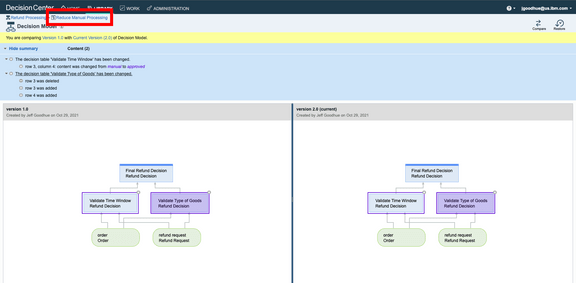 Decision Center HOME LIBRARY WORK ADMINISTRATION jgoodhue@us.ibm.com
Refund Processing Reduce Manual Processing
Decision Model
Compare Restore
You are comparing Version 1.0 with Current Version (2.0) of Decision Model.
Hide summary Content (2)
The decision table 'Validate Time Window' has been changed.
row 3, column 4: content was changed from manual to approved
The decision table 'Validate Type of Goods' has been changed.
row 3 was deleted
row 3 was added
row 4 was added
version 1.0
Created by Jeff Goodhue on Oct 29, 2021
Final Refund Decision
Refund Decision
Validate Time Window
Refund Decision
Validate Type of Goods
Refund Decision
order
Order
refund request
Refund Request
version 2.0 (current)
Created by Jeff Goodhue on Oct 29, 2021
Final Refund Decision
Refund Decision
Validate Time Window
Refund Decision
Validate Type of Goods
Refund Decision
order
Order
refund request
Refund Request